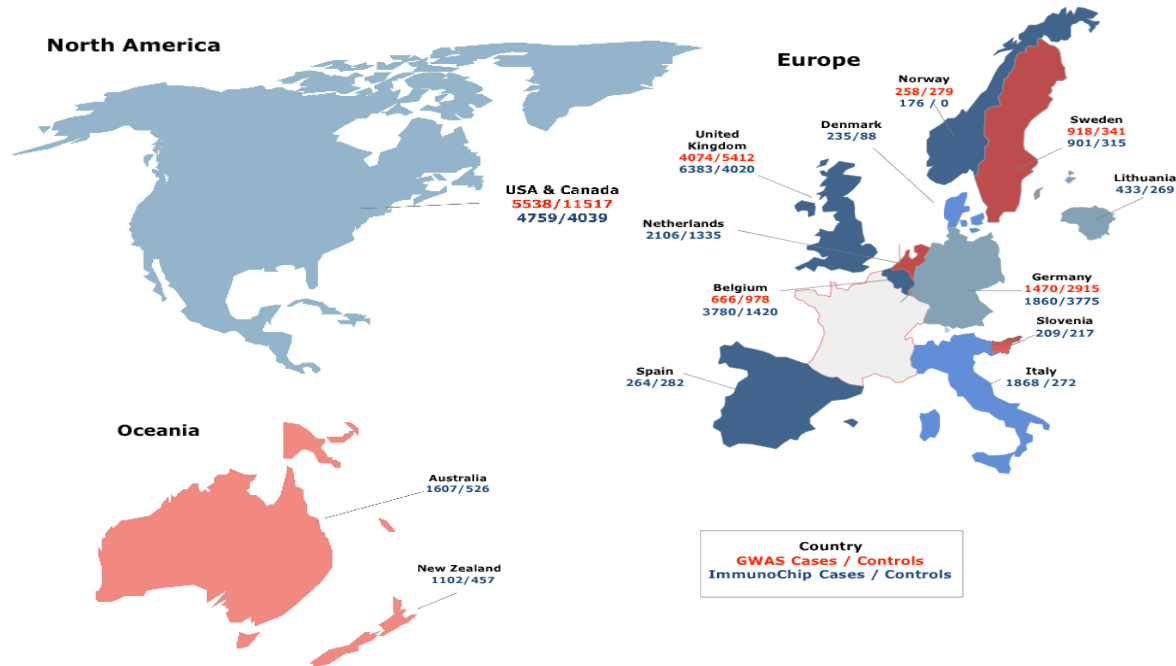 North America
USA & Canada
5538/11517
4759/4039
Europe
Norway
258/279
176 / 0
Denmark
235/88
Sweden
918/341
901/315
United
Kingdom
4074/5412
6383/4020
Lithuania
433/269
Netherlands
2106/1335
Belgium
666/978
3780/1420
Germany
1470/2915
1860/3775
Slovenia
209/217
Spain
264/282
Italy
1868 /272
Oceania
Australia
1607/526
New Zealand
1102/457
Country
GWAS Cases / Controls
ImmunoChip Cases / Controls